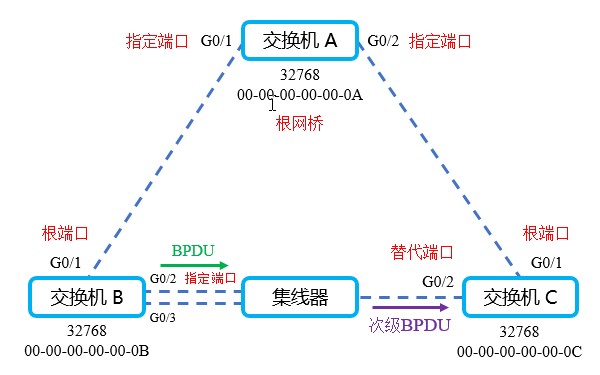 指定端口 G0/1 交换机 A G0/2 指定端口
32768
00-00-00-00-00-0A
根网桥
根端口 BPDU 替代端口 根端口
G0/1 G0/2 指定端口 G0/2 G0/1
交换机 B 集线器 交换机 C
G0/3 次级BPDU
32768 32768
00-00-00-00-00-0B 00-00-00-00-00-0C